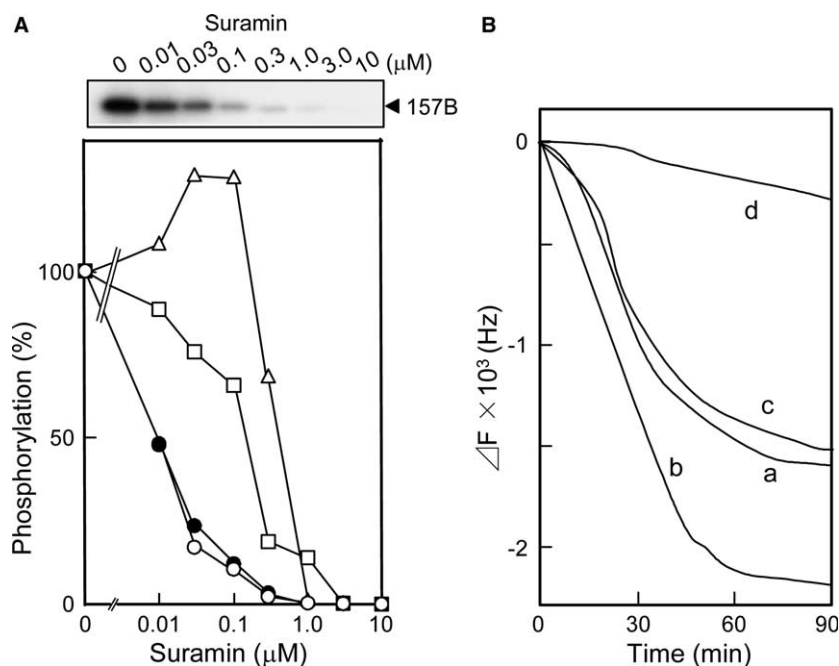 A
Suramin
0 0.01 0.03 0.1 0.3 1.0 3.0 10 (μM)
157B
100
50
0
Phosphorylation (%)
0 0.01 0.1 1.0 10
Suramin (μM)
B
0
-1
-2
⊿F × 10³ (Hz)
d
c
a
b
0 30 60 90
Time (min)